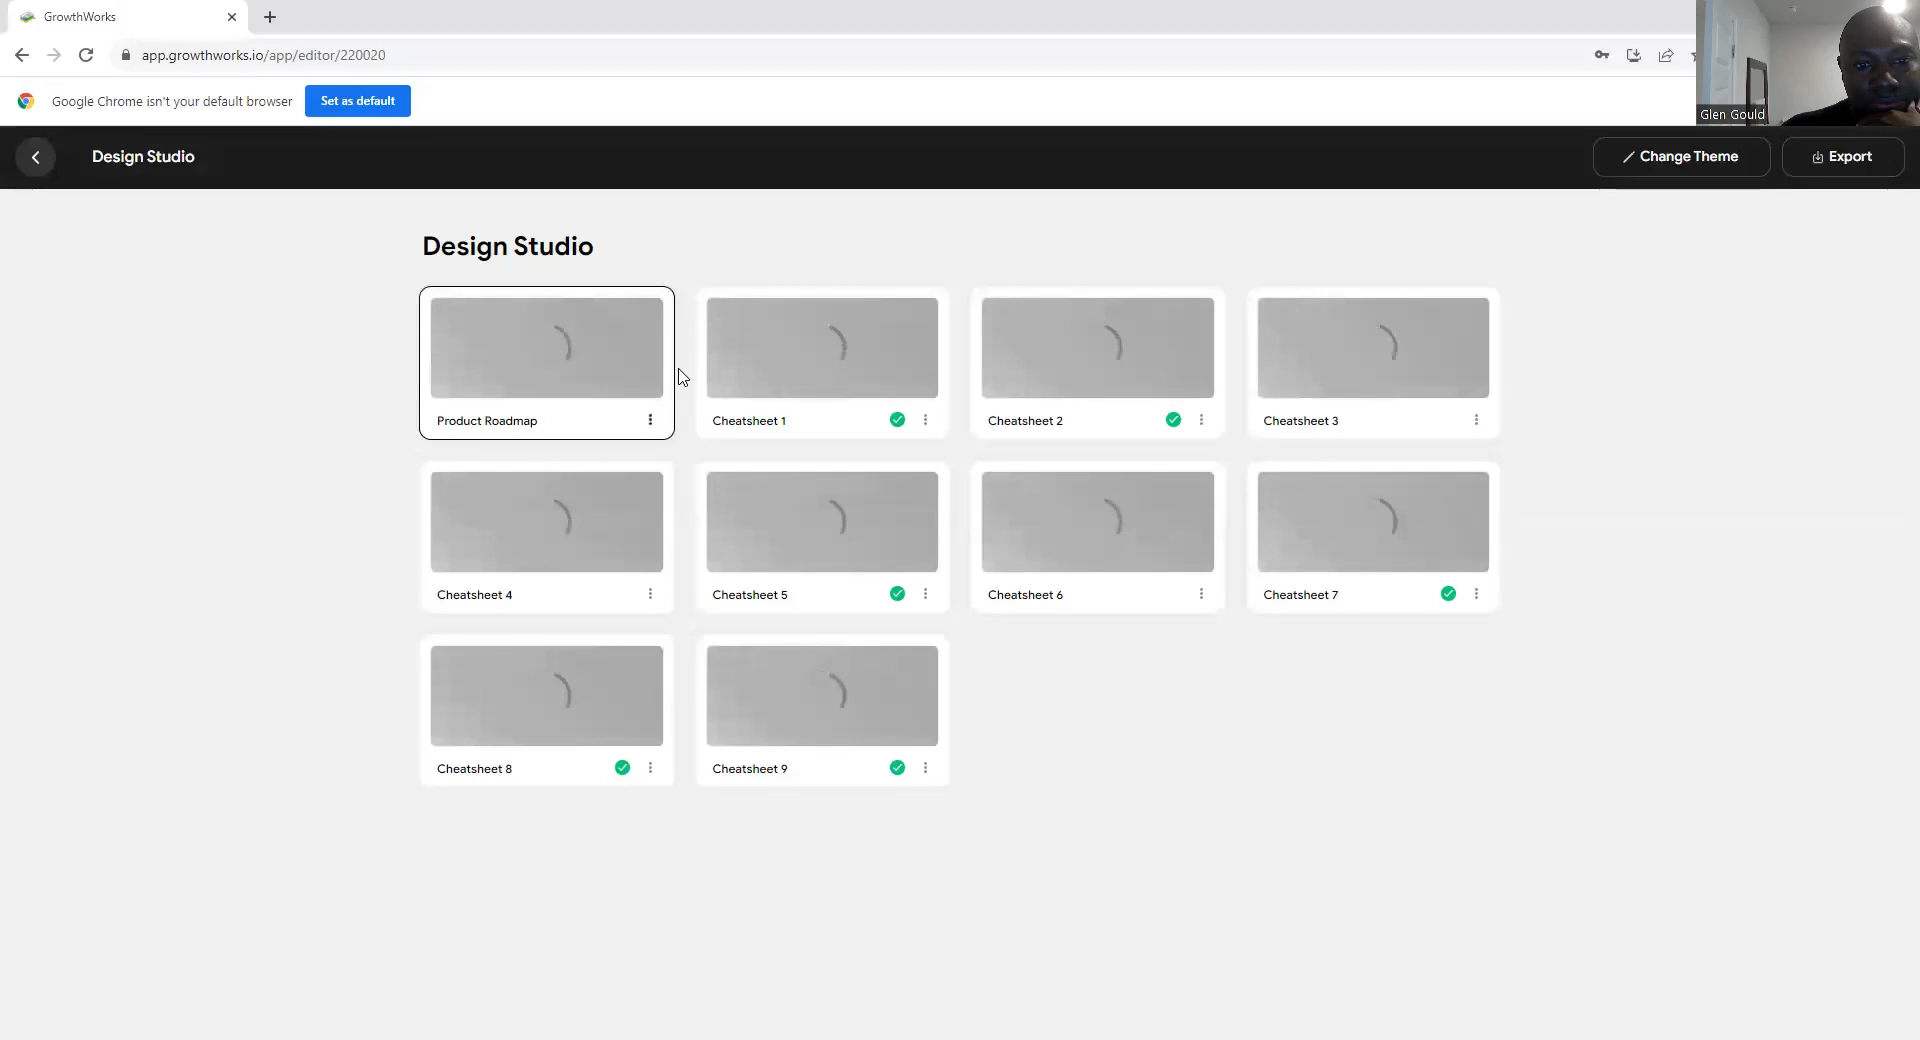 GrowthWorks
app.growthworks.io/app/editor/220020
Google Chrome isn't your default browser
Set as default
Glen Gould
Design Studio
Change Theme
Export
Design Studio
Product Roadmap
Cheatsheet 1
Cheatsheet 2
Cheatsheet 3
Cheatsheet 4
Cheatsheet 5
Cheatsheet 6
Cheatsheet 7
Cheatsheet 8
Cheatsheet 9